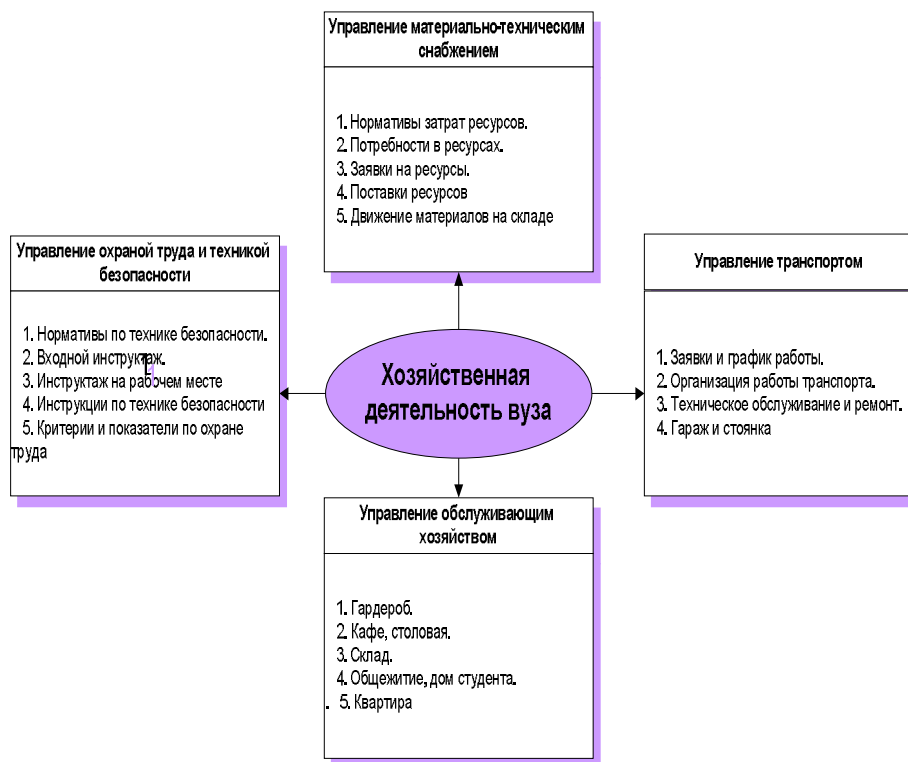 Управление материально-техническим
снабжением
1. Нормативы затрат ресурсов.
2. Потребности в ресурсах.
3. Заявки на ресурсы.
4. Поставки ресурсов
5. Движение материалов на складе
Управление охраной труда и техникой
безопасности
1. Нормативы по технике безопасности.
2. Входной инструктаж.
3. Инструктаж на рабочем месте
4. Инструкции по технике безопасности
5. Критерии и показатели по охране
труда
Хозяйственная
деятельность вуза
Управление транспортом
1. Заявки и график работы.
2. Организация работы транспорта.
3. Техническое обслуживание и ремонт.
4. Гараж и стоянка
Управление обслуживающим
хозяйством
1. Гардероб.
2. Кафе, столовая.
3. Склад.
4. Общежитие, дом студента.
. 5. Квартира